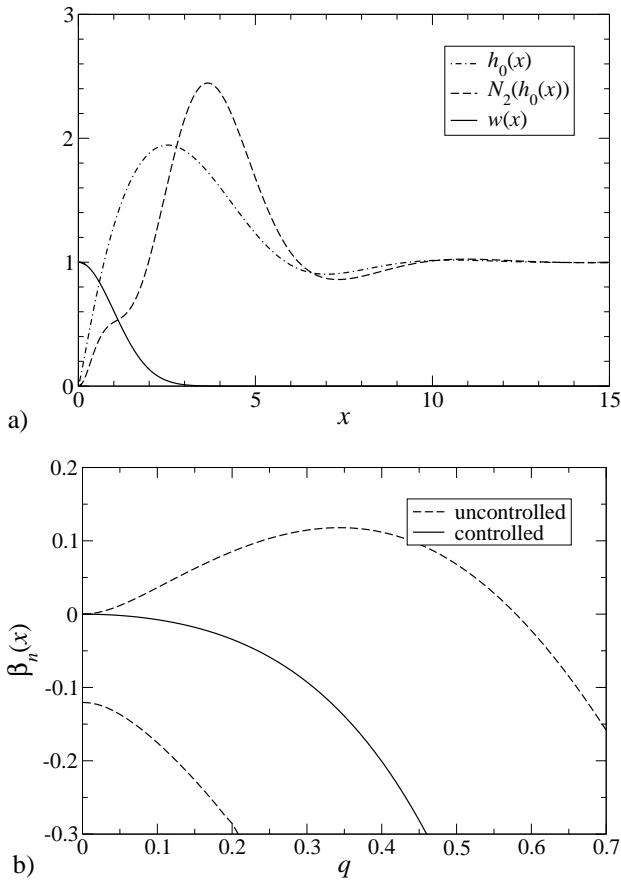 3
h₀(x)
N₂(h₀(x))
w(x)
2
1
0
0 5 10 15
a) x
0.2
uncontrolled
controlled
0.1
0
βₙ(x)
-0.1
-0.2
-0.3
0 0.1 0.2 0.3 0.4 0.5 0.6 0.7
b) q